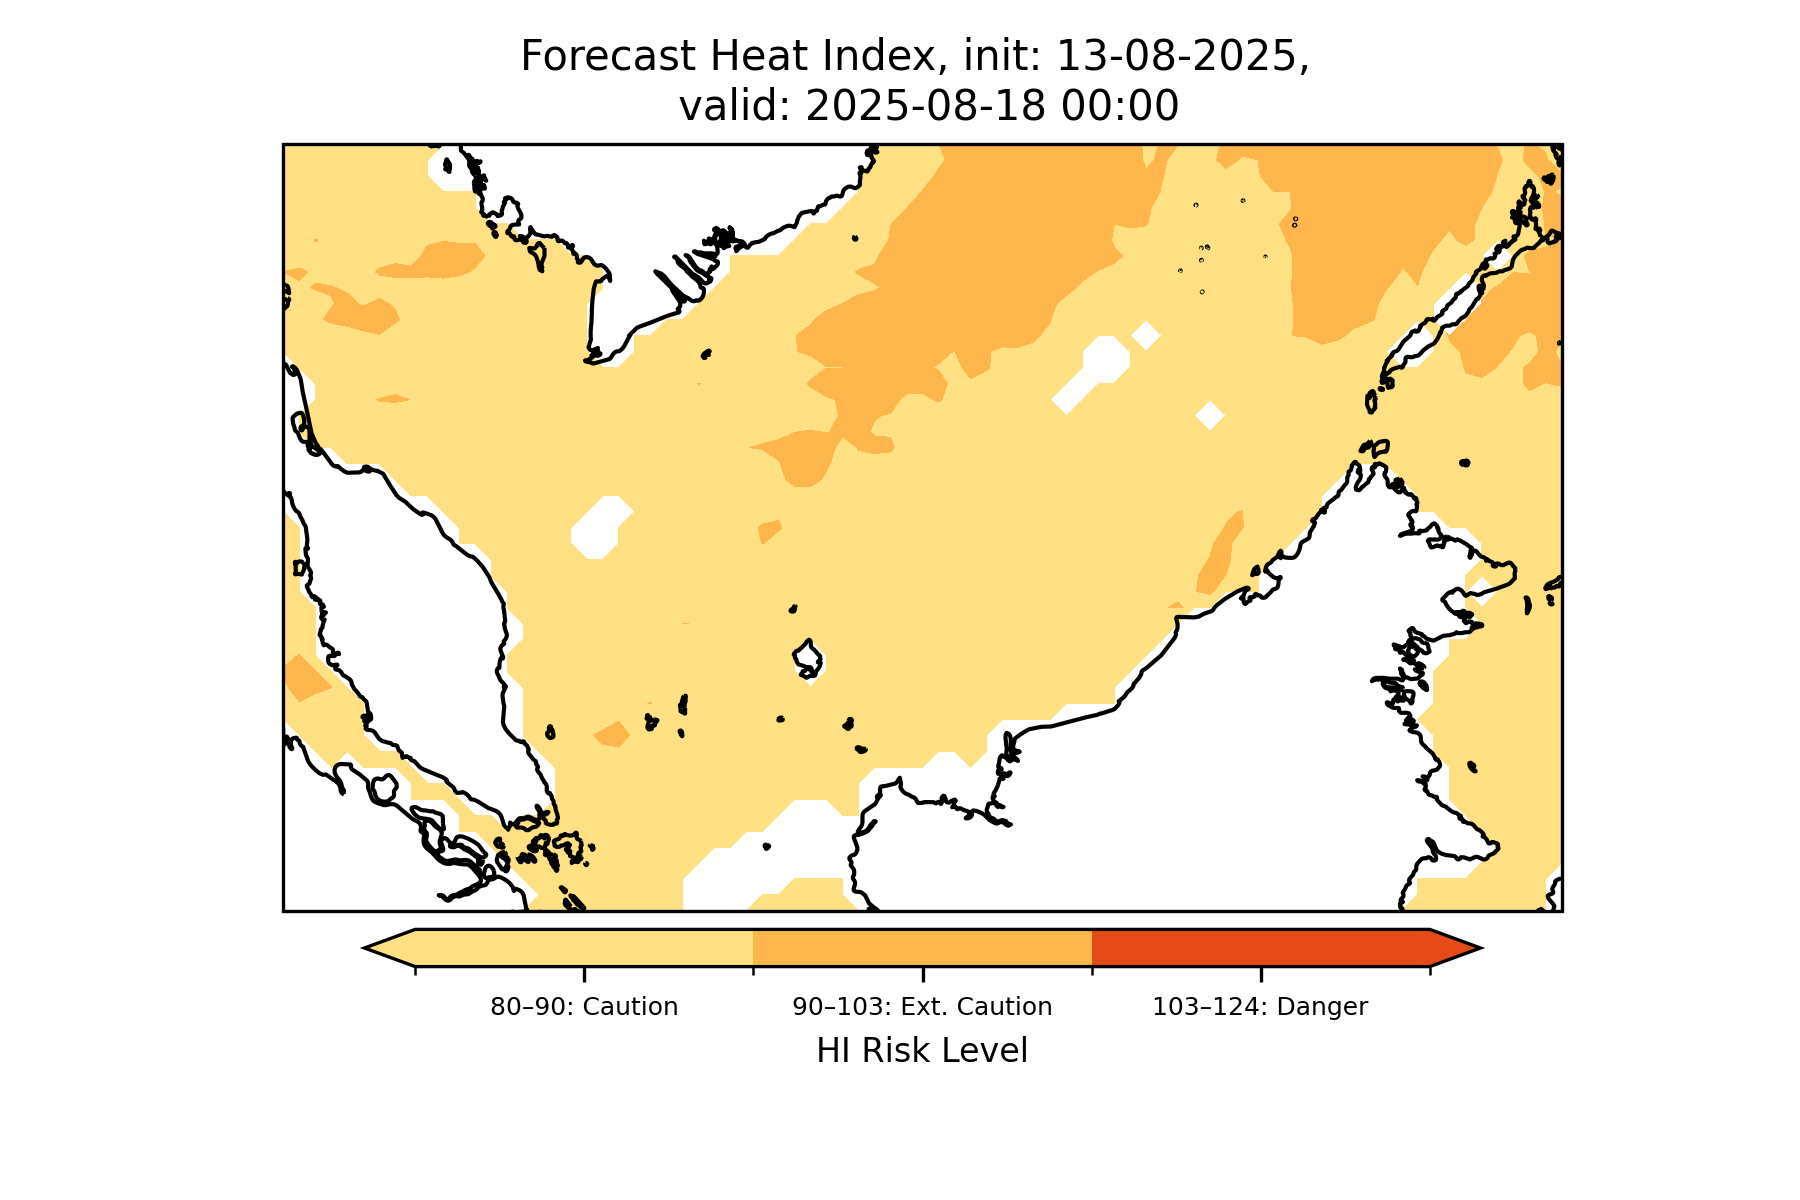 Forecast Heat Index, init: 13-08-2025,
valid: 2025-08-18 00:00
80–90: Caution
90–103: Ext. Caution
103–124: Danger
HI Risk Level